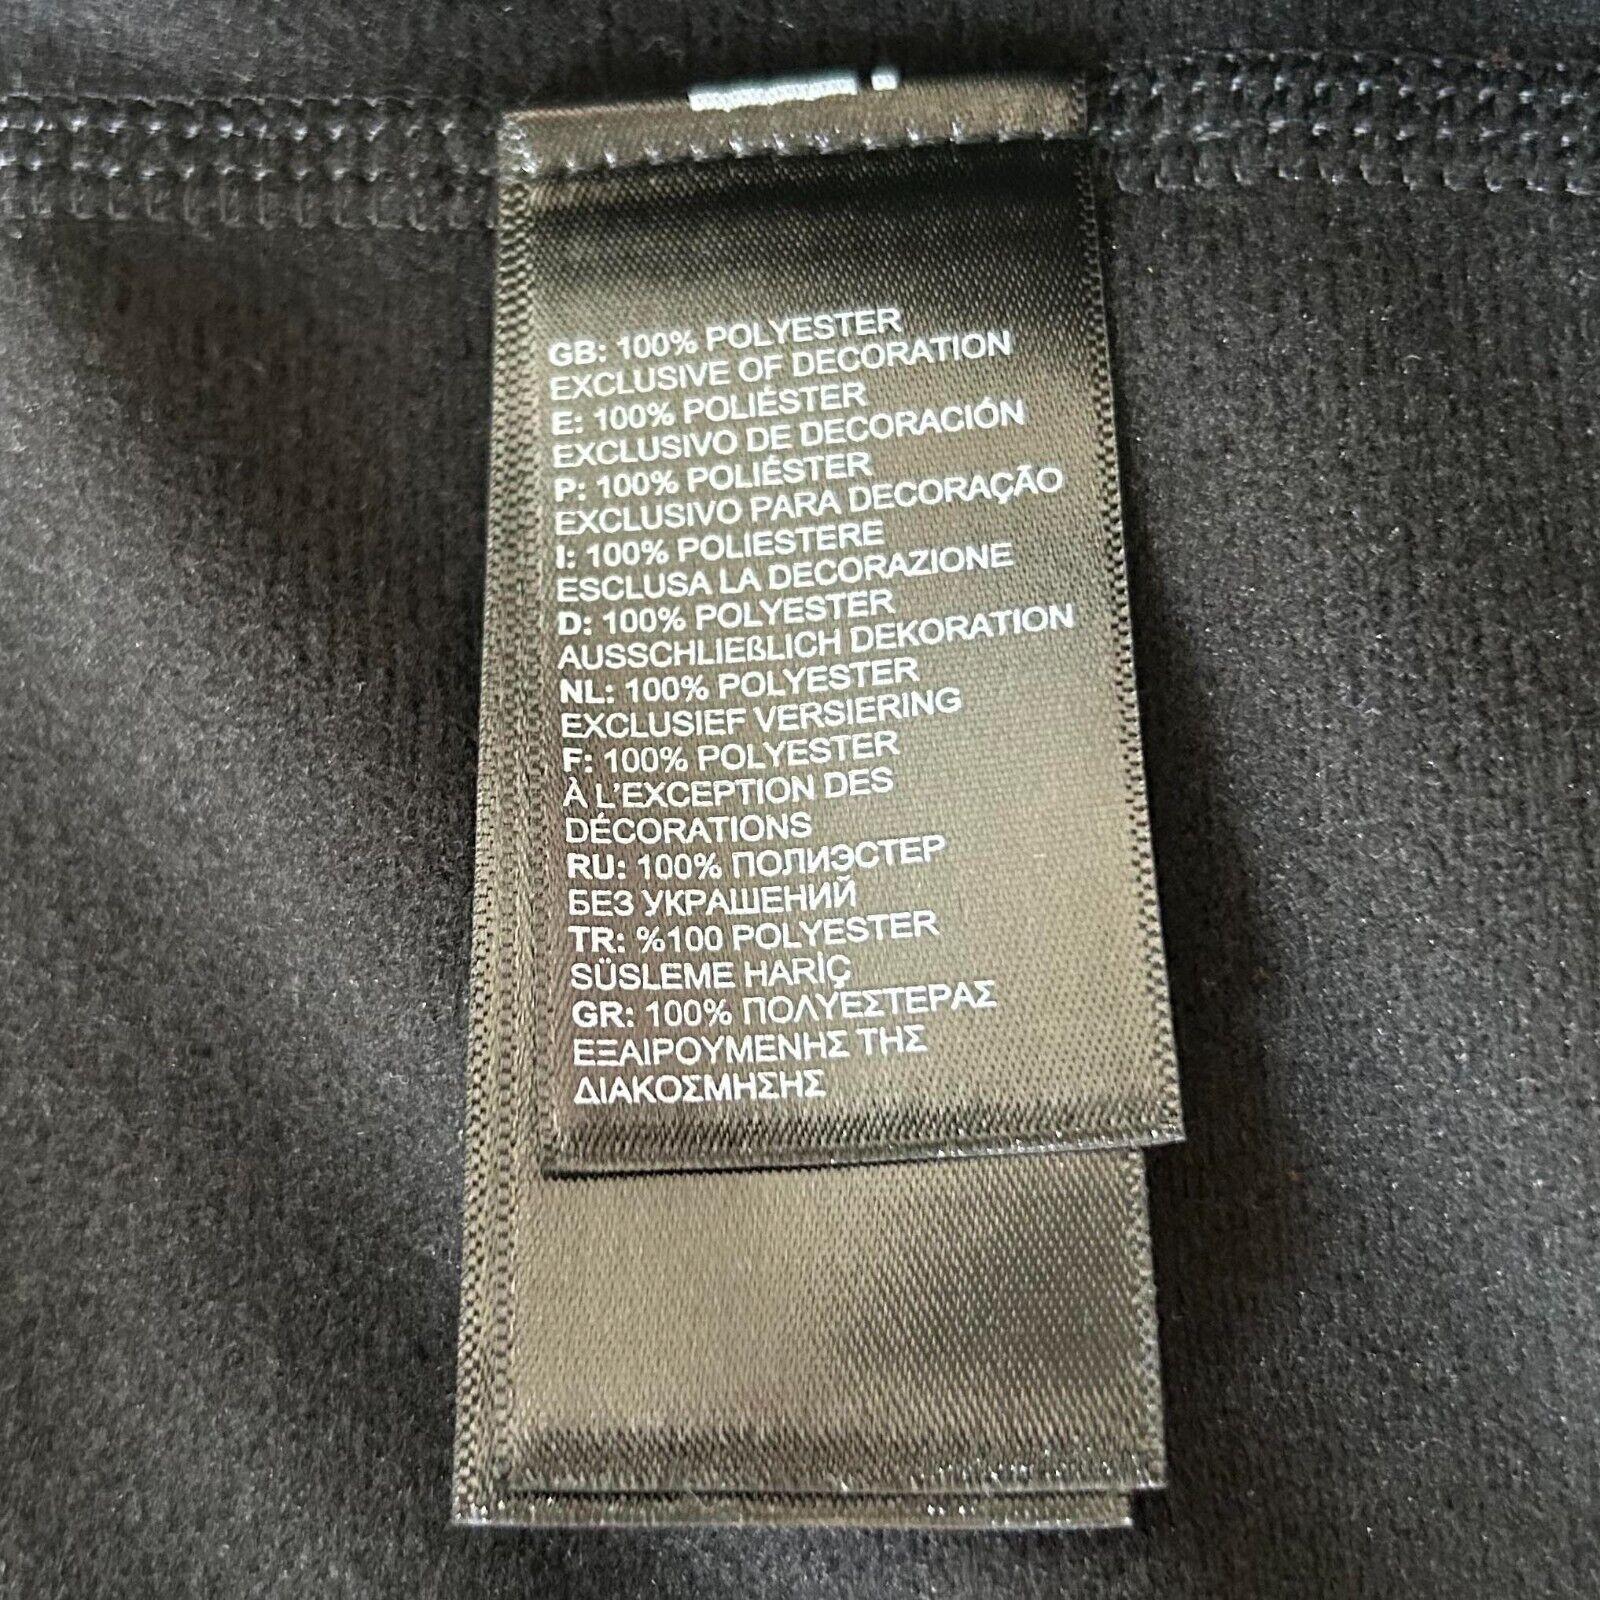 GB: 100% POLYESTER
EXCLUSIVE OF DECORATION
E: 100% POLIÉSTER
EXCLUSIVO DE DECORACIÓN
P: 100% POLIÉSTER
EXCLUSIVO PARA DECORAÇÃO
I: 100% POLIESTERE
ESCLUSA LA DECORAZIONE
D: 100% POLYESTER
AUSSCHLIEßLICH DEKORATION
NL: 100% POLYESTER
EXCLUSIEF VERSIERING
F: 100% POLYESTER
À L'EXCEPTION DES
DÉCORATIONS
RU: 100% ПОЛИЭСТЕР
БЕЗ УКРАШЕНИЙ
TR: %100 POLYESTER
SÜSLEME HARİÇ
GR: 100% ΠΟΛΥΕΣΤΕΡΑΣ
ΕΞΑΙΡΟΥΜΕΝΗΣ ΤΗΣ
ΔΙΑΚΟΣΜΗΣΗΣ